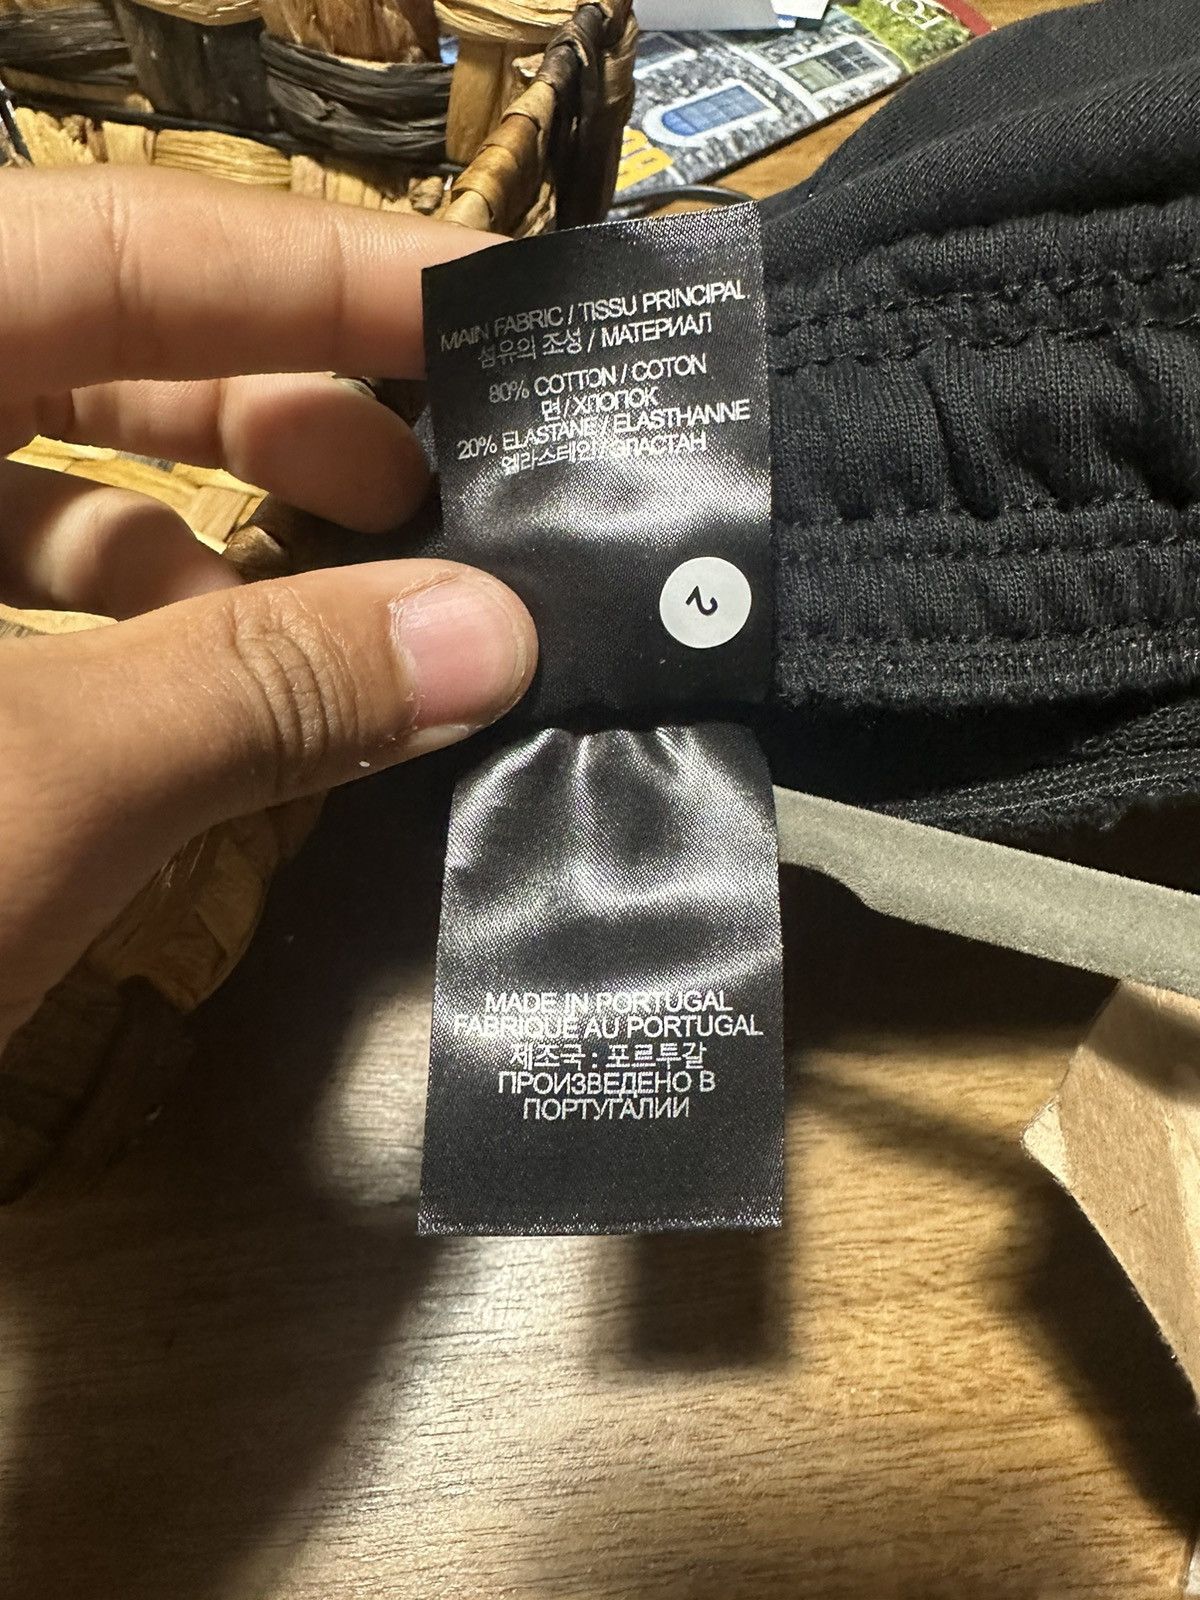 MAIN FABRIC / TISSU PRINCIPAL
섬유의 조성 / МАТЕРИАЛ
80% COTTON / COTON
면 / ХЛОПОК
20% ELASTANE / ELASTHANNE
엘라스테인 / ЭЛАСТАН
2
MADE IN PORTUGAL
FABRIQUE AU PORTUGAL
제조국 : 포르투갈
ПРОИЗВЕДЕНО В
ПОРТУГАЛИИ